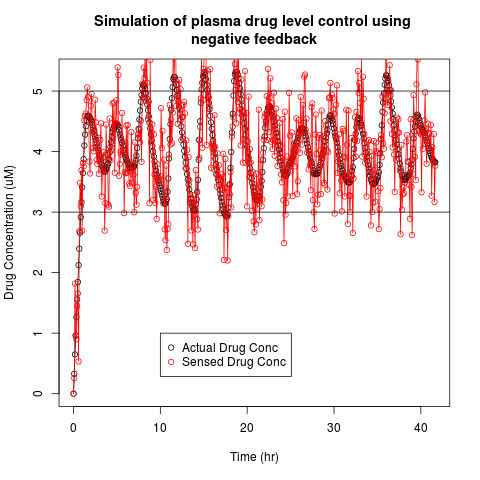 Simulation of plasma drug level control using
negative feedback
Drug Concentration (uM)
5
4
3
2
1
0
Actual Drug Conc
Sensed Drug Conc
0 10 20 30 40
Time (hr)